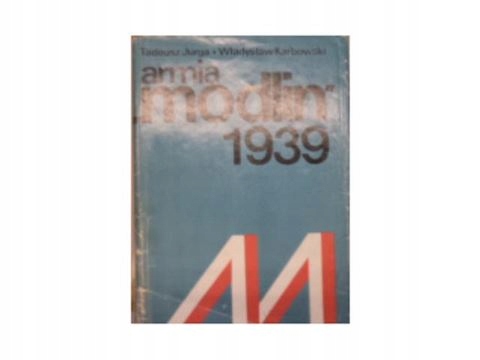 Tadeusz Jurga • Władysław Karbowski
armia
„modlin”
1939
M